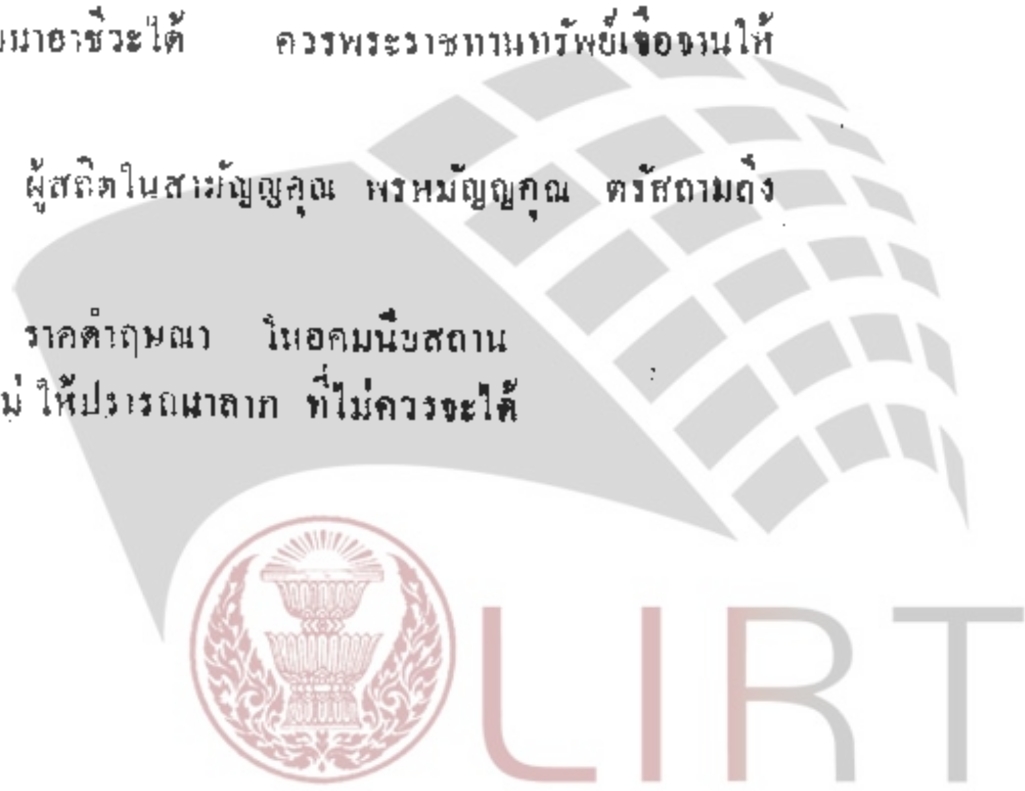 มาอาชีวะได้ ควรพระราชทานทรัพย์เจือจานให้
ผู้สถิตในสามัญญคุณ พรหมัญญคุณ ตรัสถามถึง
ราคดำฤษณา ในอคมนียสถาน
ให้ปรารถนาลาภ ที่ไม่ควรจะได้
LIRT